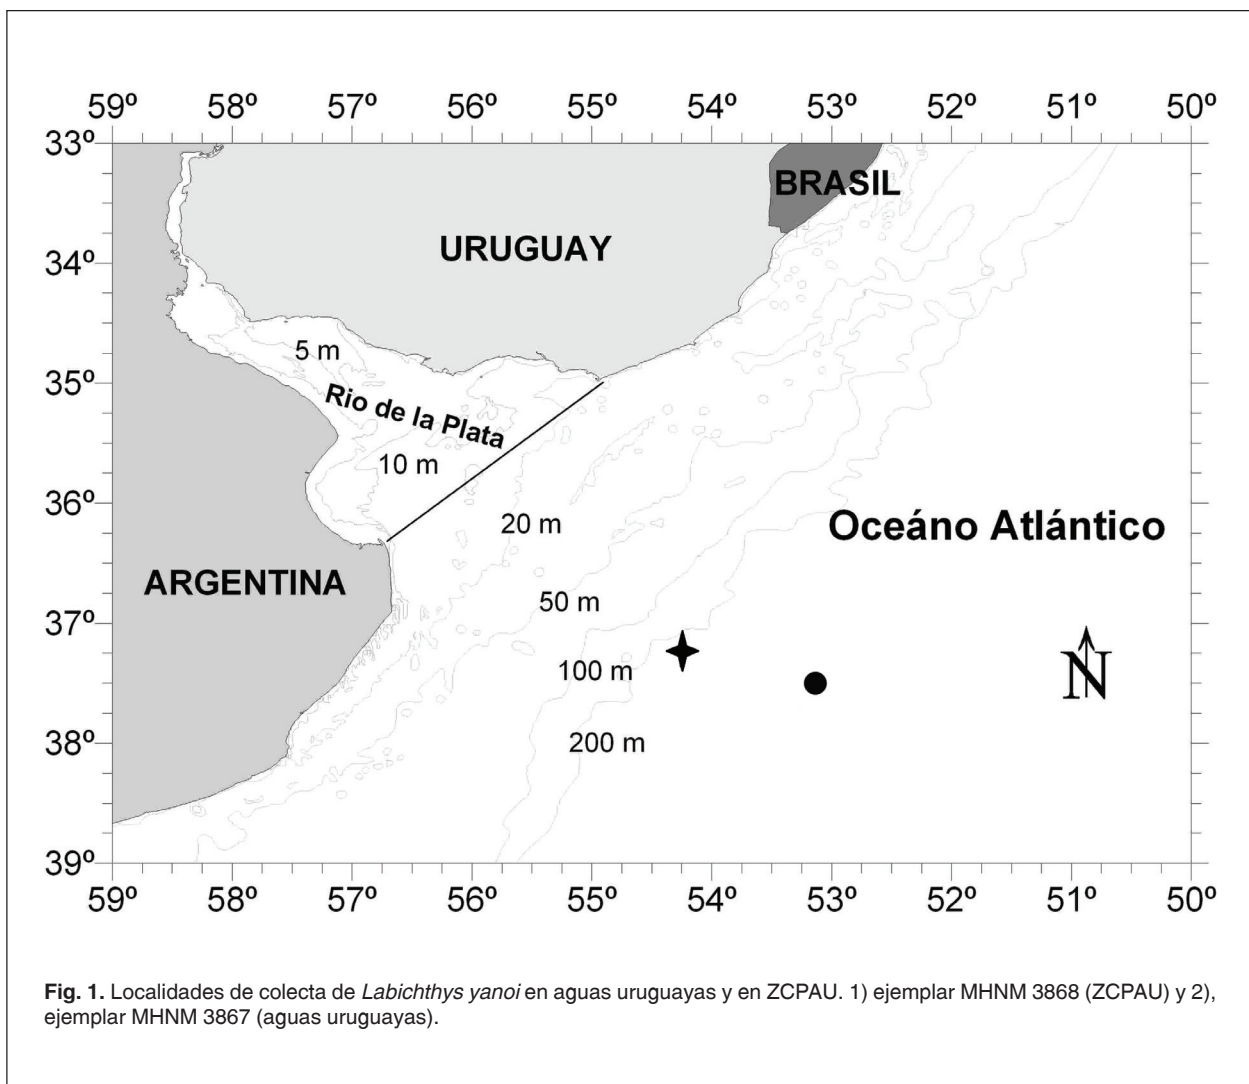 59º 58º 57º 56º 55º 54º 53º 52º 51º 50º
33º
BRASIL
URUGUAY
34º
5 m
35º
Rio de la Plata
10 m
36º
20 m
Oceáno Atlántico
ARGENTINA
50 m
37º
100 m
N
38º
200 m
39º
59º 58º 57º 56º 55º 54º 53º 52º 51º 50º
Fig. 1. Localidades de colecta de Labichthys yanoi en aguas uruguayas y en ZCPAU. 1) ejemplar MHNM 3868 (ZCPAU) y 2),
ejemplar MHNM 3867 (aguas uruguayas).